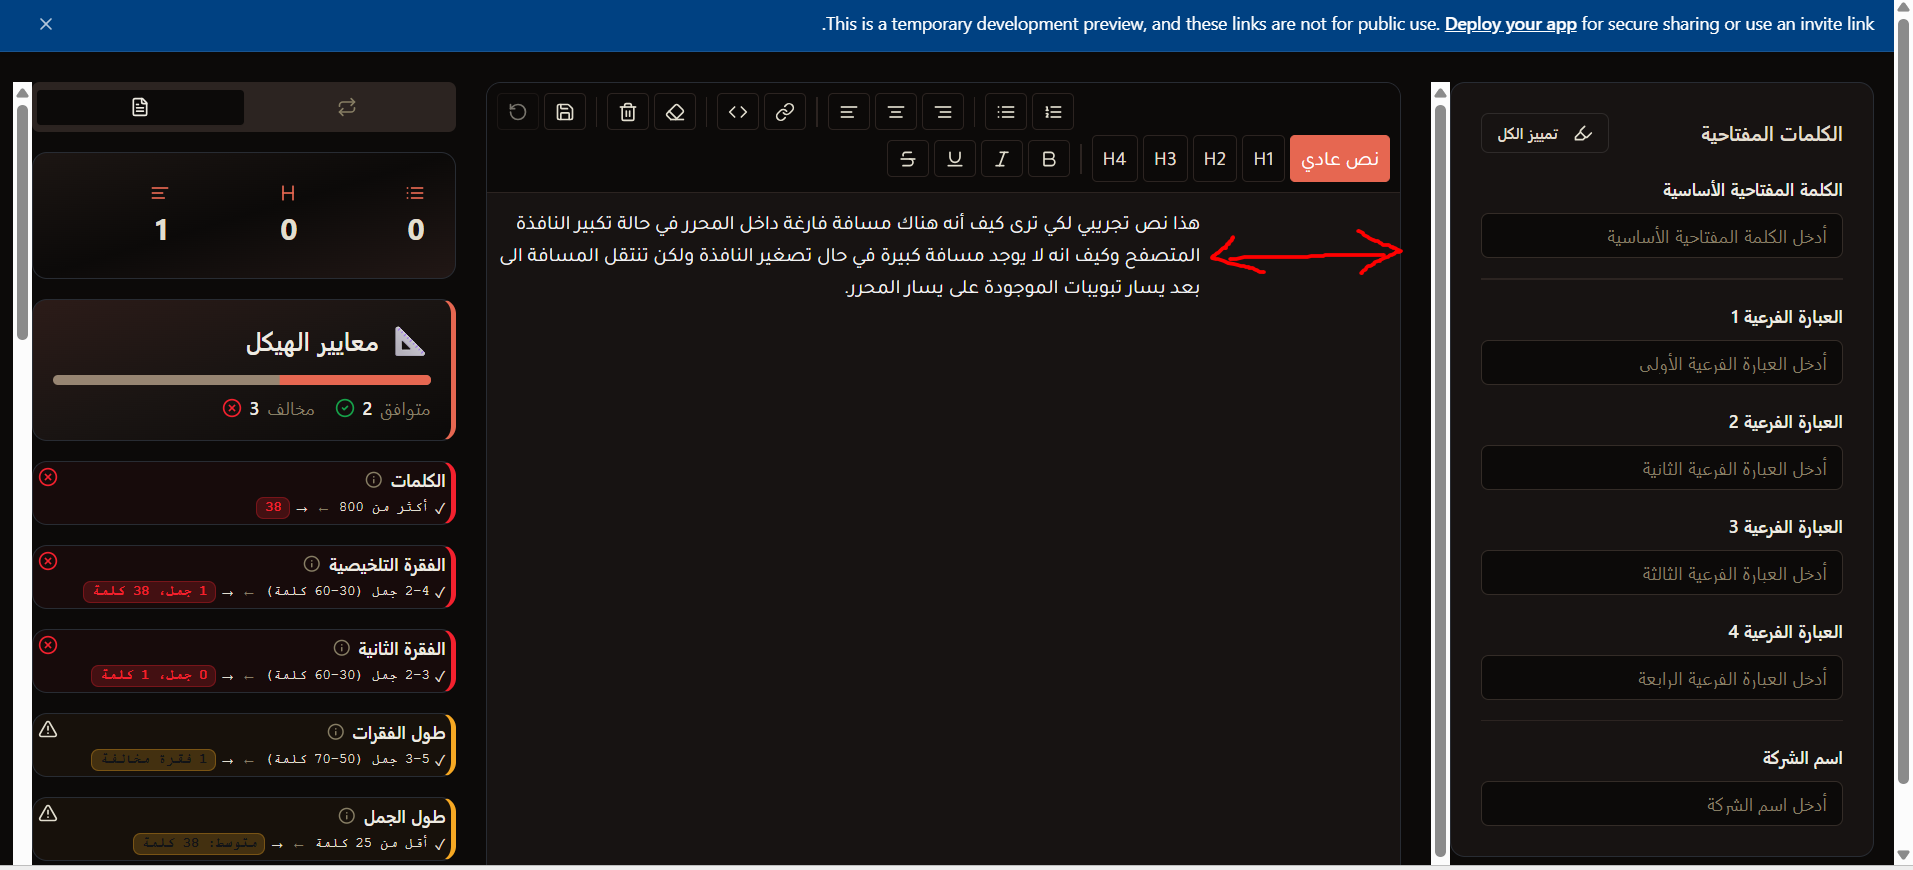 This is a temporary development preview, and these links are not for public use. Deploy your app for secure sharing or use an invite link.
الكلمات المفتاحية
تمييز الكل
الكلمة المفتاحية الأساسية
أدخل الكلمة المفتاحية الأساسية
العبارة الفرعية 1
أدخل العبارة الفرعية الأولى
العبارة الفرعية 2
أدخل العبارة الفرعية الثانية
العبارة الفرعية 3
أدخل العبارة الفرعية الثالثة
العبارة الفرعية 4
أدخل العبارة الفرعية الرابعة
اسم الشركة
أدخل اسم الشركة
نص عادي H1 H2 H3 H4 B I U S
هذا نص تجريبي لكي ترى كيف أنه هناك مسافة فارغة داخل المحرر في حالة تكبير النافذة
المتصفح وكيف انه لا يوجد مسافة كبيرة في حال تصغير النافذة ولكن تنتقل المسافة الى
بعد يسار تبويبات الموجودة على يسار المحرر.
H
0 0 1
معايير الهيكل
متوافق 2 مخالف 3
الكلمات
✓ أكثر من 800 ← → 38
الفقرة التلخيصية
✓ 2-4 جمل (30-60 كلمة) ← → 1 جمل، 38 كلمة
الفقرة الثانية
✓ 2-3 جمل (30-60 كلمة) ← → 0 جمل، 1 كلمة
طول الفقرات
✓ 3-5 جمل (50-70 كلمة) ← → 1 فقرة مخالفة
طول الجمل
✓ أقل من 25 كلمة ← → متوسط: 38 كلمة